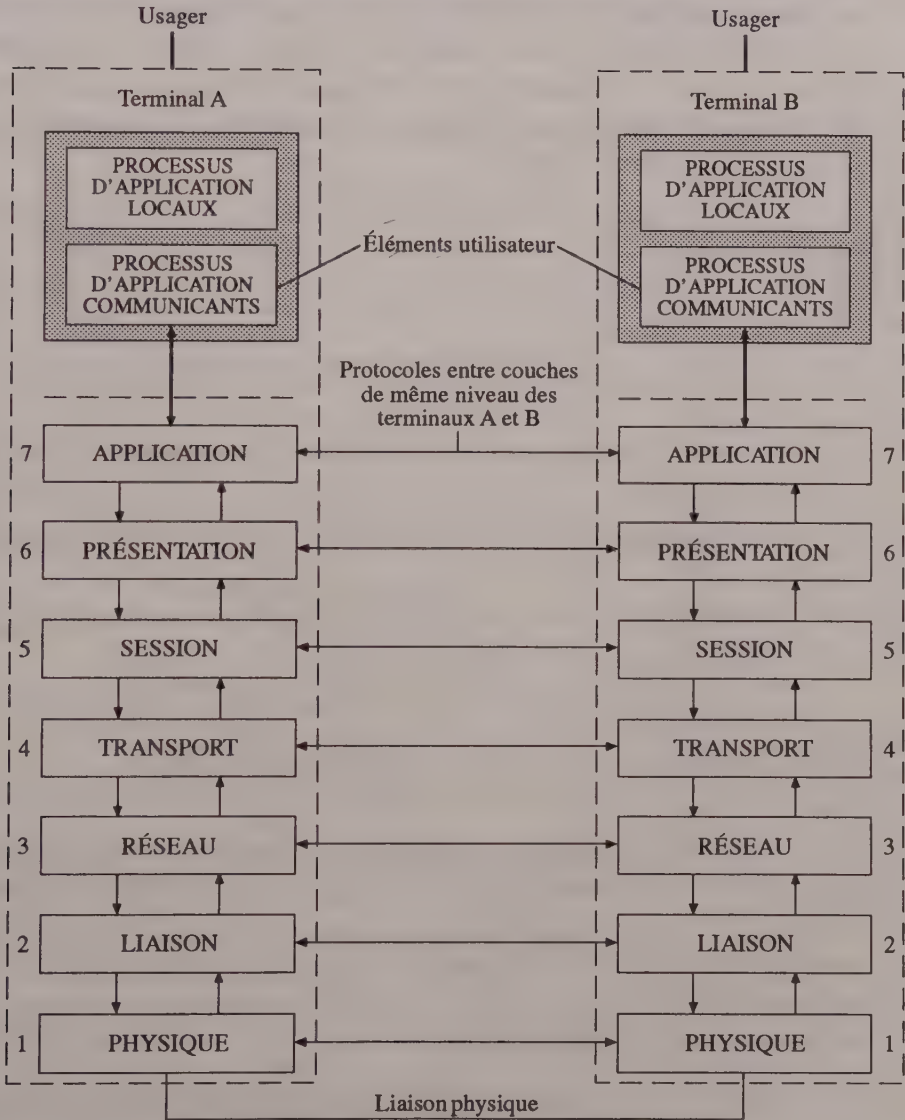 Usager
Usager
Terminal A
Terminal B
PROCESSUS
D'APPLICATION
LOCAUX
PROCESSUS
D'APPLICATION
LOCAUX
Éléments utilisateur
PROCESSUS
D'APPLICATION
COMMUNICANTS
PROCESSUS
D'APPLICATION
COMMUNICANTS
Protocoles entre couches
de même niveau des
terminaux A et B
7 APPLICATION
APPLICATION 7
6 PRÉSENTATION
PRÉSENTATION 6
5 SESSION
SESSION 5
4 TRANSPORT
TRANSPORT 4
3 RÉSEAU
RÉSEAU 3
2 LIAISON
LIAISON 2
1 PHYSIQUE
PHYSIQUE 1
Liaison physique